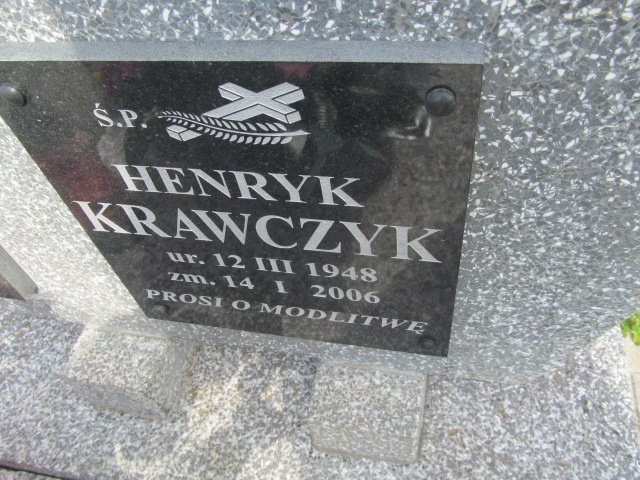 Ś.P.
HENRYK
KRAWCZYK
ur. 12 III 1948
zm. 14 I 2006
PROSI O MODLITWĘ